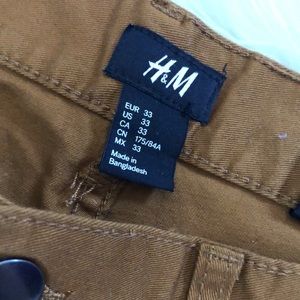 H&M
EUR 33
US 33
CA 33
CN 175/84A
MX 33
Made in
Bangladesh